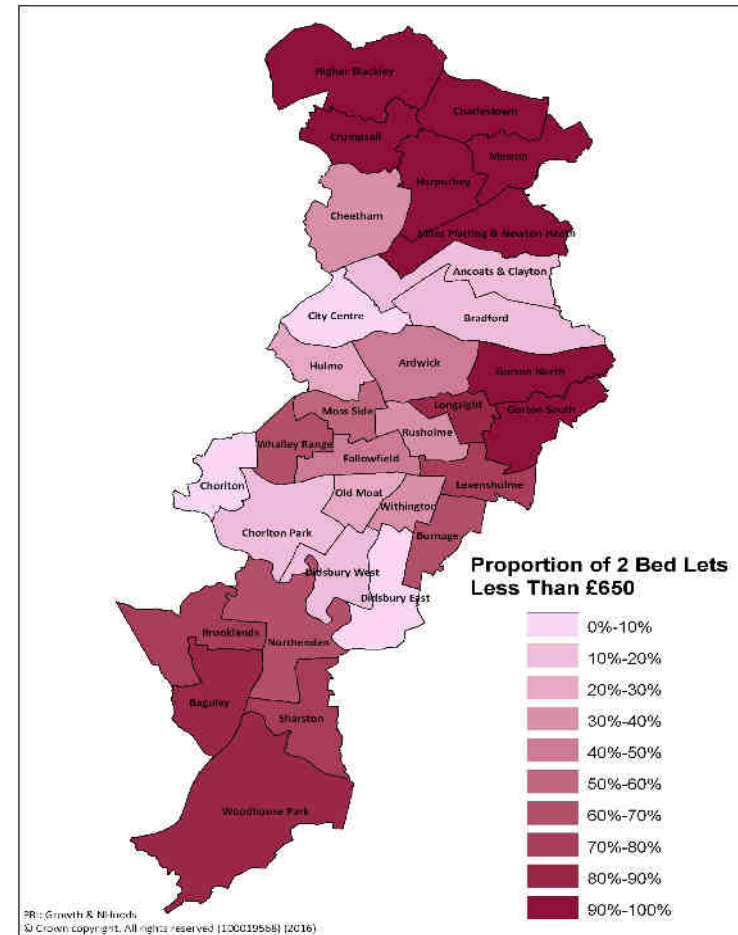 Higher Blackley
Charlestown
Crumpsall
Moston
Harpurhey
Cheetham
Miles Platting & Newton Heath
Ancoats & Clayton
City Centre
Bradford
Hulme
Ardwick
Gorton North
Longsight
Gorton South
Moss Side
Rusholme
Whalley Range
Fallowfield
Levenshulme
Chorlton
Old Moat
Withington
Chorlton Park
Burnage
Didsbury West
Didsbury East
Brooklands
Northenden
Baguley
Sharston
Woodhouse Park
Proportion of 2 Bed Lets
Less Than £650
0%-10%
10%-20%
20%-30%
30%-40%
40%-50%
50%-60%
60%-70%
70%-80%
80%-90%
90%-100%
PRI: Growth & NHoods
© Crown copyright. All rights reserved (100019568) (2016)